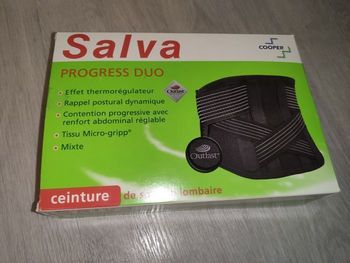 Salva
COOPER
PROGRESS DUO
• Effet thermorégulateur
Outlast
• Rappel postural dynamique
• Contention progressive avec
renfort abdominal réglable
• Tissu Micro-gripp®
• Mixte
Outlast
ceinture de lombaire